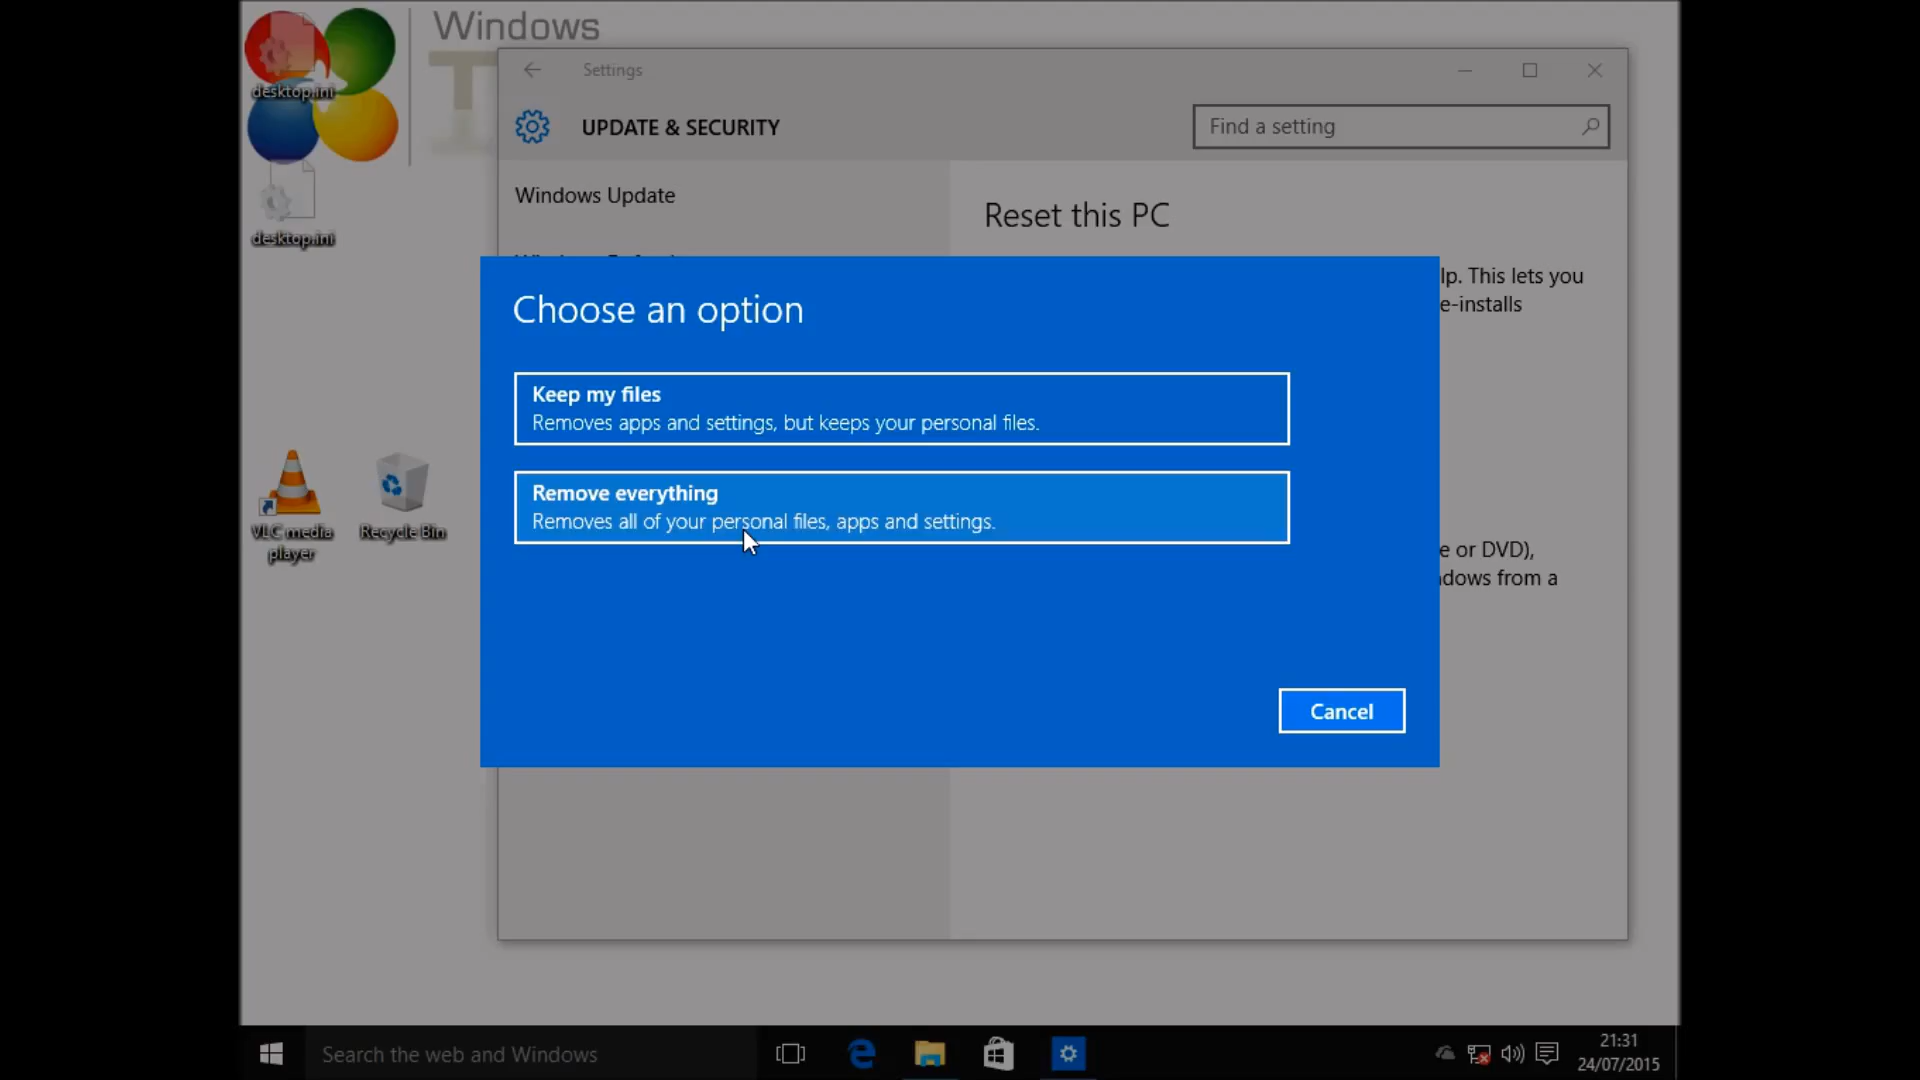 Windows
desktop.ini
Settings
UPDATE & SECURITY
Find a setting
Windows Update
desktop.ini
Reset this PC
lp. This lets you
e-installs
Choose an option
Keep my files
Removes apps and settings, but keeps your personal files.
Remove everything
Removes all of your personal files, apps and settings.
VLC media
player
Recycle Bin
e or DVD),
ndows from a
Cancel
Search the web and Windows
21:31
24/07/2015